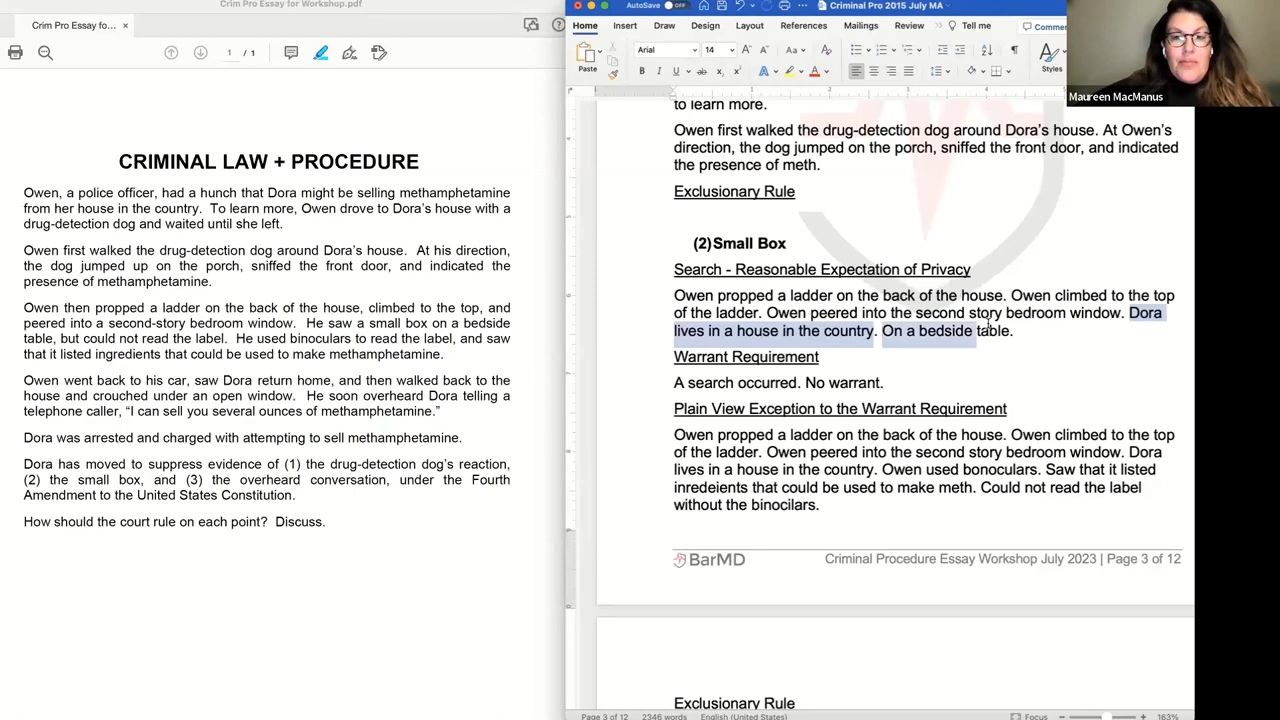 Crim Pro Essay for Workshop.pdf
Crim Pro Essay fo...
1 / 1
CRIMINAL LAW + PROCEDURE
Owen, a police officer, had a hunch that Dora might be selling methamphetamine
from her house in the country. To learn more, Owen drove to Dora's house with a
drug-detection dog and waited until she left.
Owen first walked the drug-detection dog around Dora's house. At his direction,
the dog jumped up on the porch, sniffed the front door, and indicated the
presence of methamphetamine.
Owen then propped a ladder on the back of the house, climbed to the top, and
peered into a second-story bedroom window. He saw a small box on a bedside
table, but could not read the label. He used binoculars to read the label, and saw
that it listed ingredients that could be used to make methamphetamine.
Owen went back to his car, saw Dora return home, and then walked back to the
house and crouched under an open window. He soon overheard Dora telling a
telephone caller, "I can sell you several ounces of methamphetamine."
Dora was arrested and charged with attempting to sell methamphetamine.
Dora has moved to suppress evidence of (1) the drug-detection dog's reaction,
(2) the small box, and (3) the overheard conversation, under the Fourth
Amendment to the United States Constitution.
How should the court rule on each point? Discuss.
AutoSave OFF
Criminal Pro 2015 July MA
Home Insert Draw Design Layout References Mailings Review Tell me Comme
Paste
Arial 14
Styles
Maureen MacManus
to learn more.
Owen first walked the drug-detection dog around Dora's house. At Owen's
direction, the dog jumped on the porch, sniffed the front door, and indicated
the presence of meth.
Exclusionary Rule
(2)Small Box
Search - Reasonable Expectation of Privacy
Owen propped a ladder on the back of the house. Owen climbed to the top
of the ladder. Owen peered into the second story bedroom window. Dora
lives in a house in the country. On a bedside table.
Warrant Requirement
A search occurred. No warrant.
Plain View Exception to the Warrant Requirement
Owen propped a ladder on the back of the house. Owen climbed to the top
of the ladder. Owen peered into the second story bedroom window. Dora
lives in a house in the country. Owen used bonoculars. Saw that it listed
inredeients that could be used to make meth. Could not read the label
without the binocilars.
BarMD
Criminal Procedure Essay Workshop July 2023 | Page 3 of 12
Exclusionary Rule
Page 3 of 12 2346 words English (United States) Focus 163%